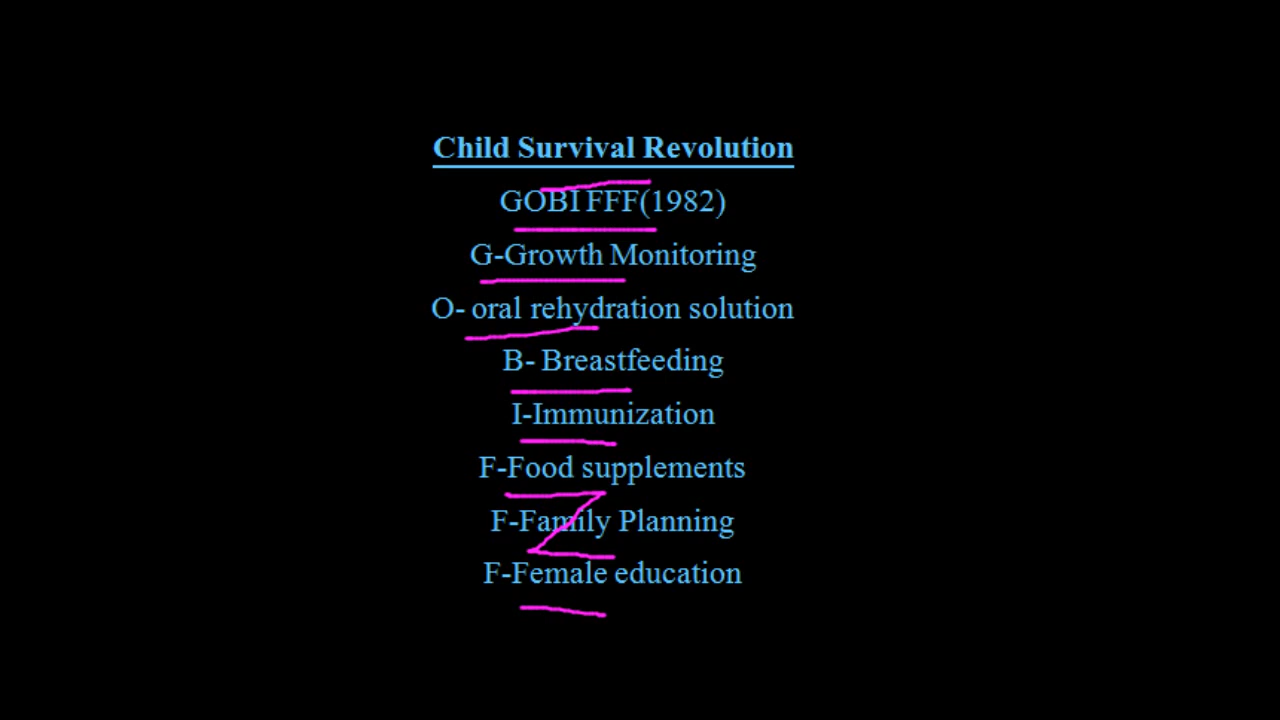 Child Survival Revolution
GOBI FFF(1982)
G-Growth Monitoring
O- oral rehydration solution
B- Breastfeeding
I-Immunization
F-Food supplements
F-Family Planning
F-Female education